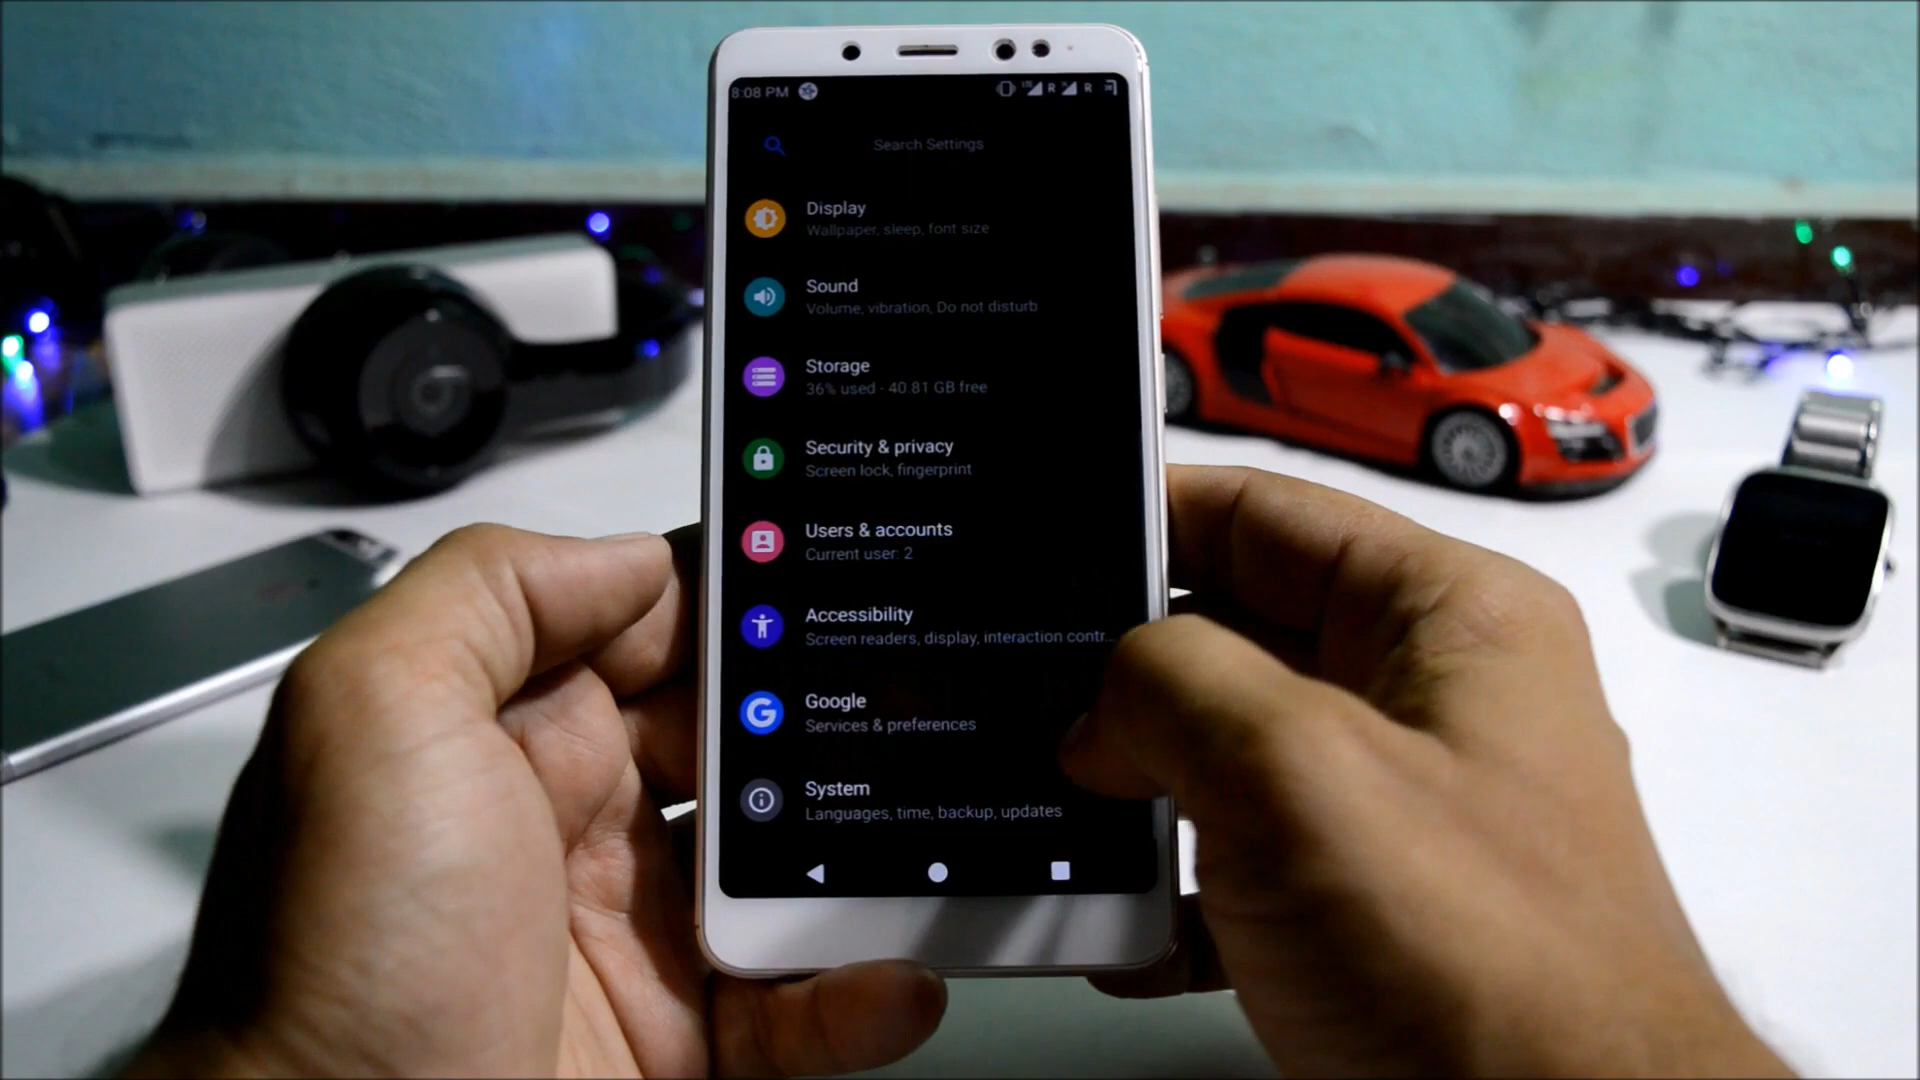 8:08 PM
R R
Search Settings
Display
Wallpaper, sleep, font size
Sound
Volume, vibration, Do not disturb
Storage
36% used - 40.81 GB free
Security & privacy
Screen lock, fingerprint
Users & accounts
Current user: 2
Accessibility
Screen readers, display, interaction contr...
Google
Services & preferences
System
Languages, time, backup, updates